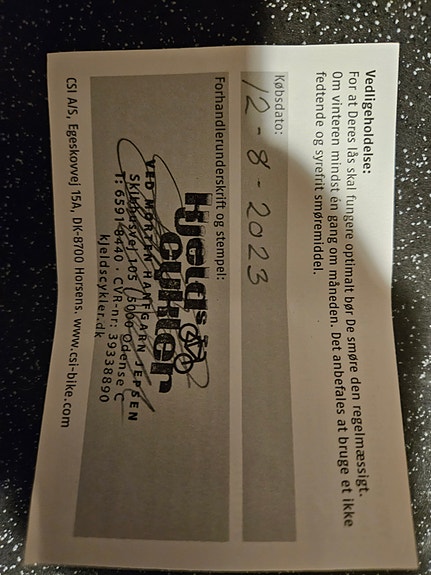 Vedligeholdelse:
For at Deres lås skal fungere optimalt bør De smøre den regelmæssigt.
Om vinteren mindst én gang om måneden. Det anbefales at bruge et ikke
fedtende og syrefrit smøremiddel.
Købsdato:
12-8-2023
Forhandlerunderskrift og stempel:
Kjelds
CYKLER
VED MORTEN HANEGARN JEPSEN
Skibhusvej 105 · 5000 Odense C
T: 6591 8440 · CVR-nr: 39338890
kjeldscykler.dk
CSI A/S, Egeskovvej 15A, DK-8700 Horsens, www.csi-bike.com